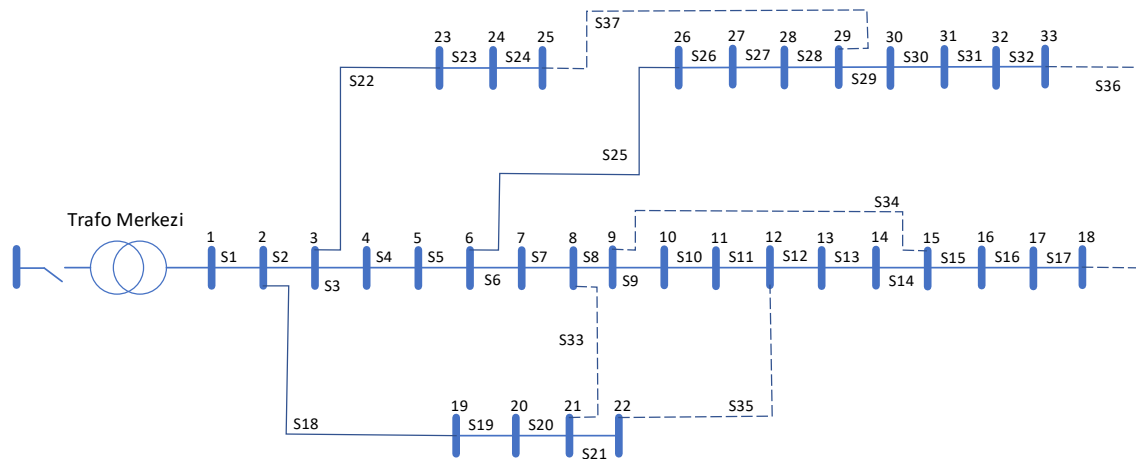 S37
23 24 25 26 27 28 29 30 31 32 33
S23 S24 S26 S27 S28 S30 S31 S32
S22 S29 S36
S25
Trafo Merkezi
S34
1 2 3 4 5 6 7 8 9 10 11 12 13 14 15 16 17 18
S1 S2 S4 S5 S7 S8 S10 S11 S12 S13 S15 S16 S17
S3 S6 S9 S14
S33
19 20 21 22
S18 S19 S20 S35
S21